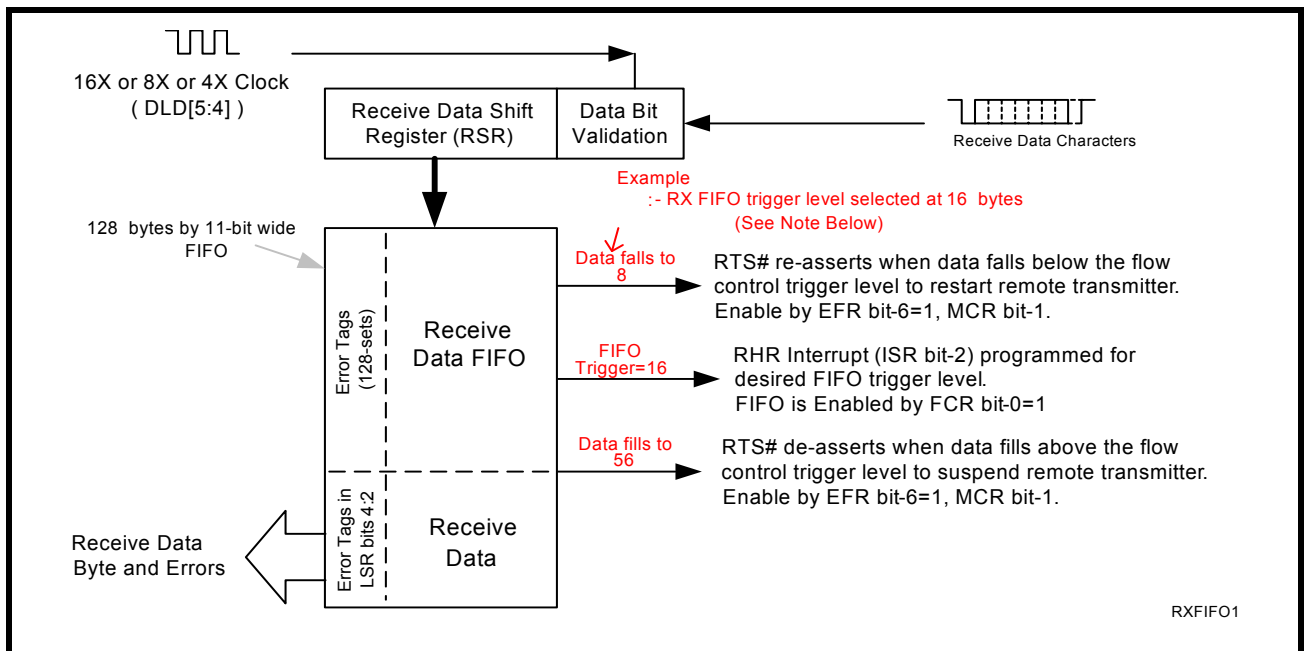 16X or 8X or 4X Clock
( DLD[5:4] )
Receive Data Shift
Register (RSR)
Data Bit
Validation
Receive Data Characters
Example
:- RX FIFO trigger level selected at 16 bytes
(See Note Below)
128 bytes by 11-bit wide
FIFO
Data falls to
8
RTS# re-asserts when data falls below the flow
control trigger level to restart remote transmitter.
Enable by EFR bit-6=1, MCR bit-1.
Error Tags
(128-sets)
Receive
Data FIFO
FIFO
Trigger=16
RHR Interrupt (ISR bit-2) programmed for
desired FIFO trigger level.
FIFO is Enabled by FCR bit-0=1
Data fills to
56
RTS# de-asserts when data fills above the flow
control trigger level to suspend remote transmitter.
Enable by EFR bit-6=1, MCR bit-1.
Error Tags in
LSR bits 4:2
Receive
Data
Receive Data
Byte and Errors
RXFIFO1